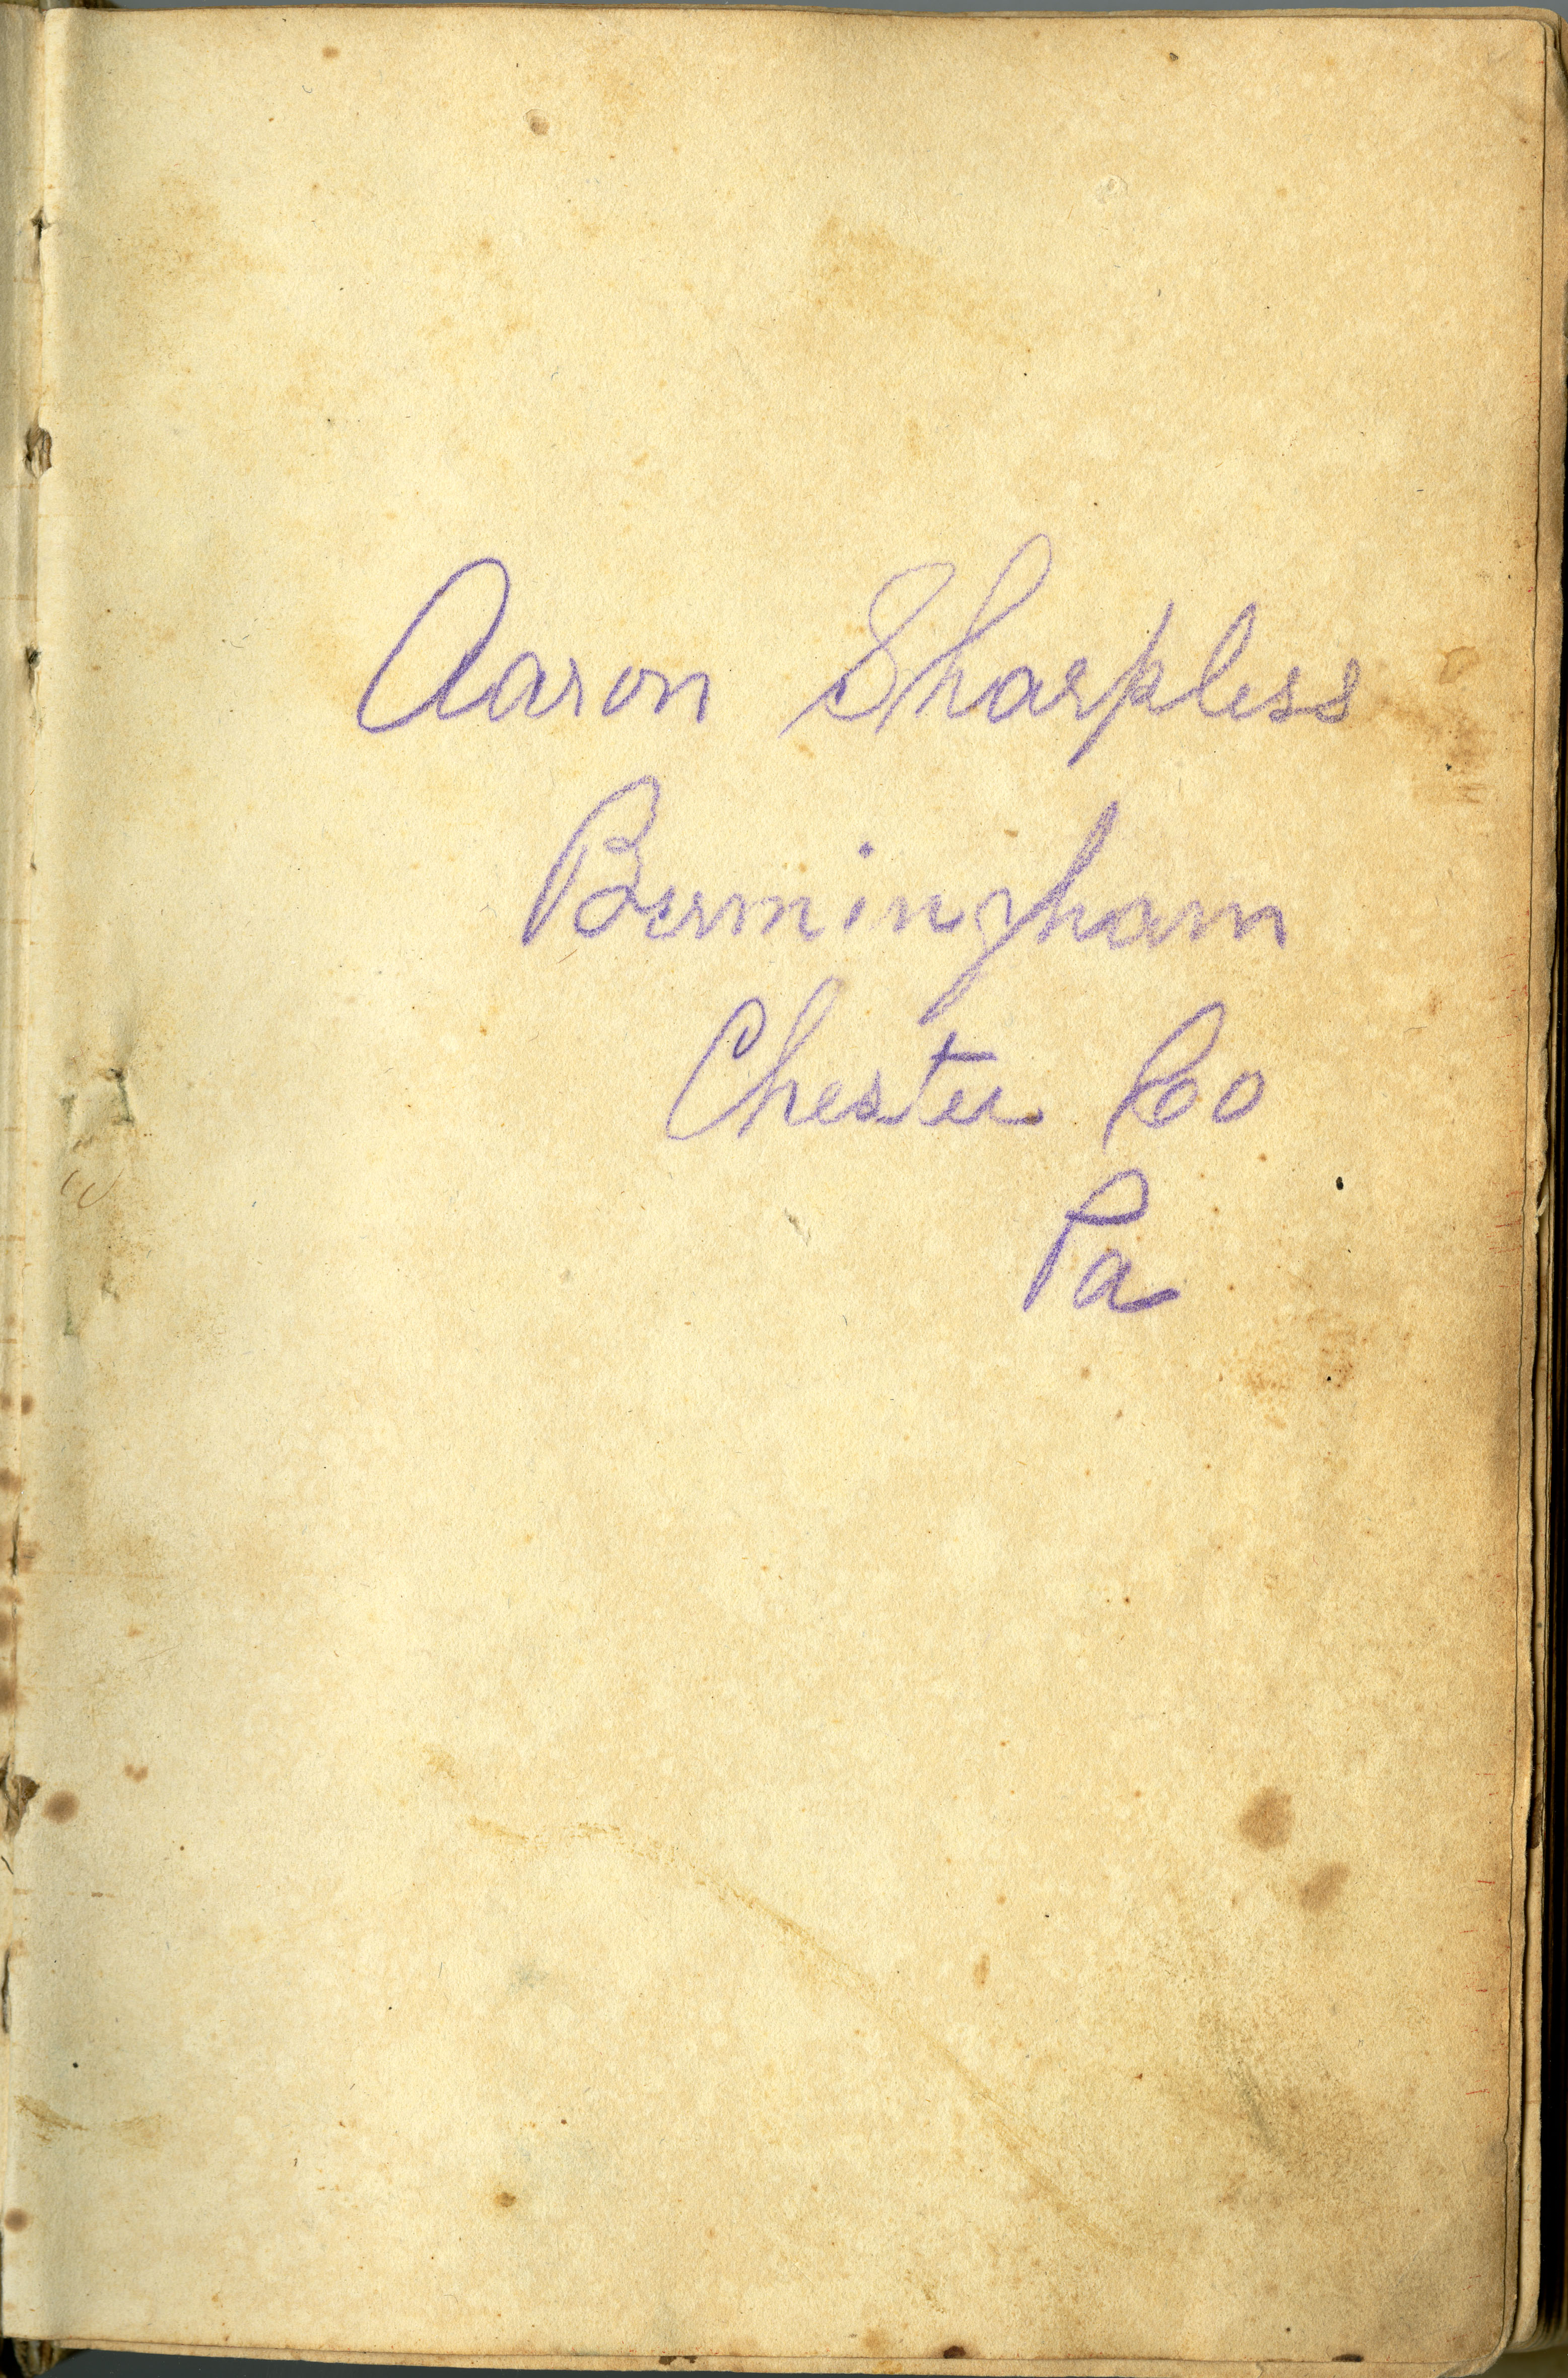 Aaron Sharpless
Birmingham
Chester Co
Pa